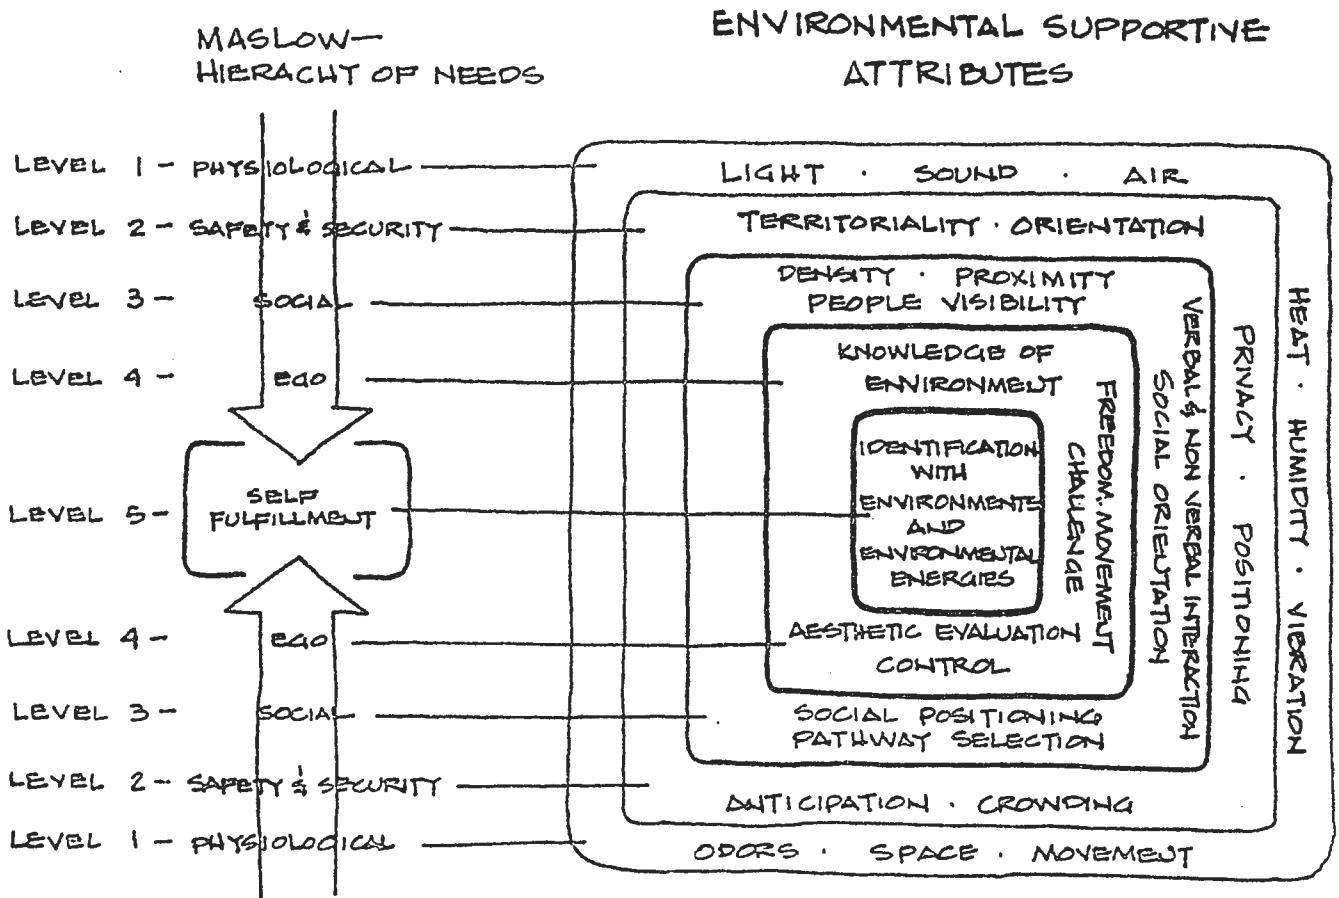 MASLOW—
HIERACHY OF NEEDS
ENVIRONMENTAL SUPPORTIVE
ATTRIBUTES
LEVEL 1 - PHYSIOLOGICAL
LEVEL 2 - SAFETY & SECURITY
LEVEL 3 - SOCIAL
LEVEL 4 - EGO
LEVEL 5 - SELF
FULFILLMENT
LEVEL 4 - EGO
LEVEL 3 - SOCIAL
LEVEL 2 - SAFETY & SECURITY
LEVEL 1 - PHYSIOLOGICAL
LIGHT · SOUND · AIR
TERRITORIALITY · ORIENTATION
DENSITY · PROXIMITY
PEOPLE VISIBILITY
KNOWLEDGE OF
ENVIRONMENT
IDENTIFICATION
WITH
ENVIRONMENTS
AND
ENVIRONMENTAL
ENERGIES
CHALLENGE
FREEDOM · MOVEMENT
SOCIAL ORIENTATION
VERBAL & NON VERBAL INTERACTION
PRIVACY · POSITIONING
HEAT · HUMIDITY · VIBRATION
AESTHETIC EVALUATION
CONTROL
SOCIAL POSITIONING
PATHWAY SELECTION
ANTICIPATION · CROWDING
ODORS · SPACE · MOVEMENT